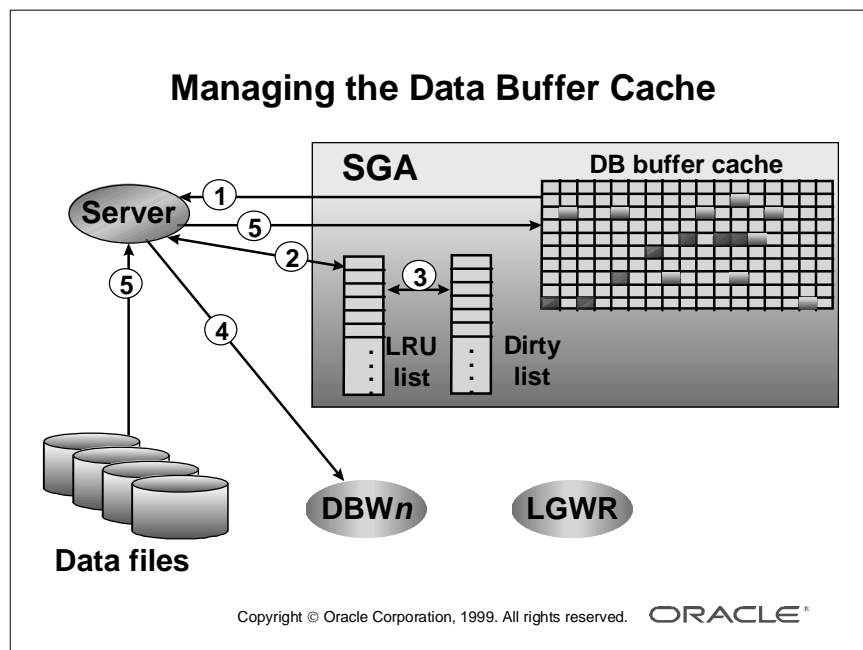 Managing the Data Buffer Cache
SGA
DB buffer cache
Server
1
5
2
3
5
4
LRU
list
Dirty
list
DBWn
LGWR
Data files
Copyright © Oracle Corporation, 1999. All rights reserved.
ORACLE®